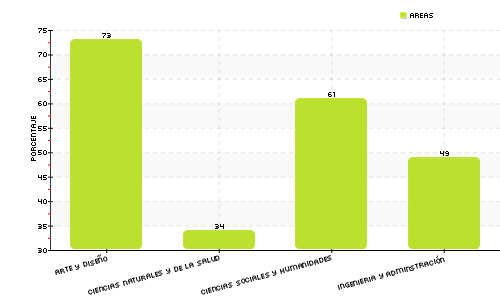 AREAS
75
70
65
60
55
50
45
40
35
30
PORCENTAJE
73
34
61
49
ARTE Y DISEÑO
CIENCIAS NATURALES Y DE LA SALUD
CIENCIAS SOCIALES Y HUMANIDADES
INGENIERIA Y ADMINSTRACIÓN